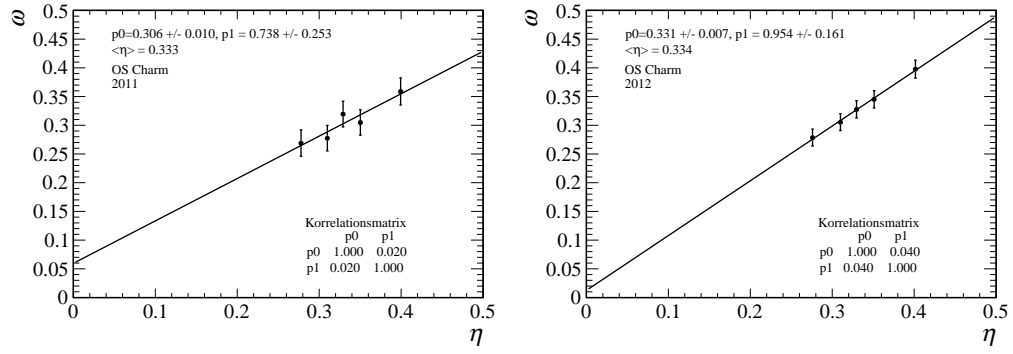 ω
0.5
0.45
0.4
0.35
0.3
0.25
0.2
0.15
0.1
0.05
0
p0=0.306 +/- 0.010, p1 = 0.738 +/- 0.253
<η> = 0.333
OS Charm
2011
Korrelationsmatrix
p0 p1
p0 1.000 0.020
p1 0.020 1.000
0 0.1 0.2 0.3 0.4 0.5
η
ω
0.5
0.45
0.4
0.35
0.3
0.25
0.2
0.15
0.1
0.05
0
p0=0.331 +/- 0.007, p1 = 0.954 +/- 0.161
<η> = 0.334
OS Charm
2012
Korrelationsmatrix
p0 p1
p0 1.000 0.040
p1 0.040 1.000
0 0.1 0.2 0.3 0.4 0.5
η